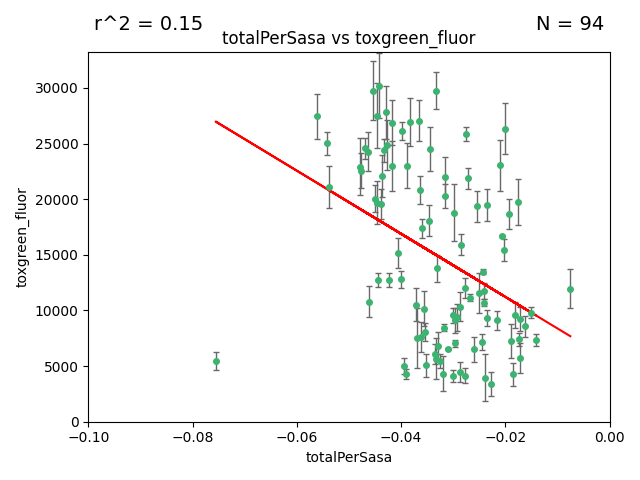 r^2 = 0.15
N = 94
totalPerSasa vs toxgreen_fluor
30000
25000
20000
15000
10000
5000
0
toxgreen_fluor
−0.10
−0.08
−0.06
−0.04
−0.02
0.00
totalPerSasa